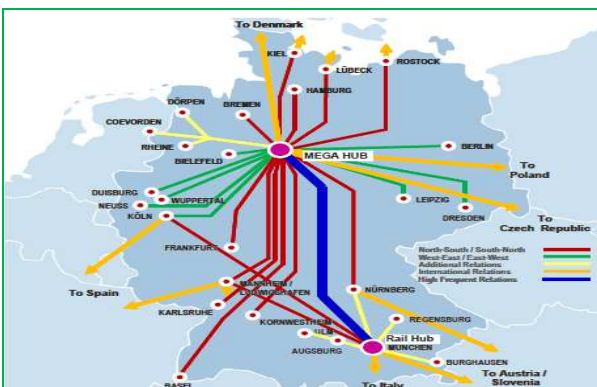 To Denmark
KIEL
LÜBECK
ROSTOCK
HAMBURG
DÖRPEN
BREMEN
COEVORDEN
RHEINE
BIELEFELD
MEGA HUB
BERLIN
To
Poland
DUISBURG
WUPPERTAL
NEUSS
KÖLN
LEIPZIG
DRESDEN
To
Czech Republic
FRANKFURT
North-South / South-North
West-East / East-West
Additional Relations
International Relations
High Frequent Relations
To Spain
MANNHEIM /
LUDWIGSHAFEN
NÜRNBERG
KARLSRUHE
KORNWESTHEIM
REGENSBURG
ULM
AUGSBURG
Rail Hub
MÜNCHEN
BURGHAUSEN
BASEL
To Italy
To Austria /
Slovenia